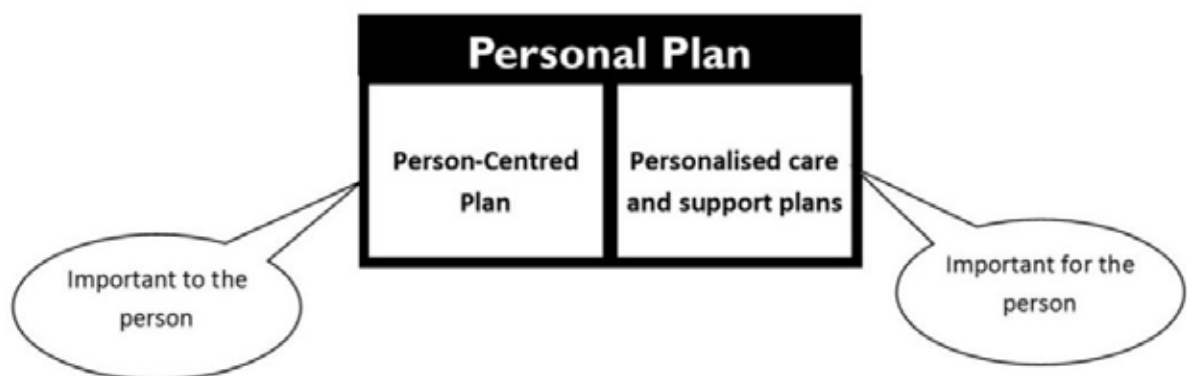 Personal Plan
Person-Centred
Plan
Personalised care
and support plans
Important to the
person
Important for the
person